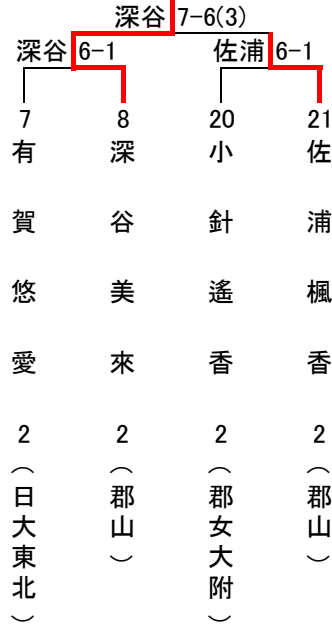 深谷 7-6(3)
深谷 6-1 佐浦 6-1
7 8 20 21
有賀悠愛 2 （日大東北）
深谷美來 2 （郡山）
小針遙香 2 （郡女大附）
佐浦楓香 2 （郡山）